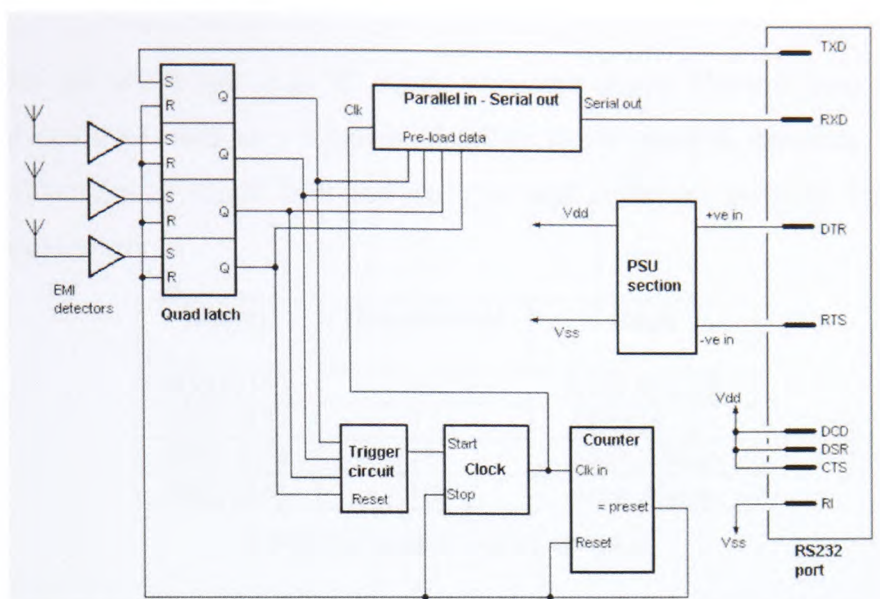 TXD
S
R
Q
Clk
Parallel in - Serial out
Serial out
RXD
Pre-load data
S
R
Q
S
R
Q
Vdd
+ve in
DTR
PSU
section
S
R
Q
EMI
detectors
Quad latch
Vss
-ve in
RTS
Vdd
DCD
DSR
CTS
Trigger
circuit
Reset
Start
Clock
Stop
Counter
Clk in
= preset
Reset
RI
Vss
RS232
port